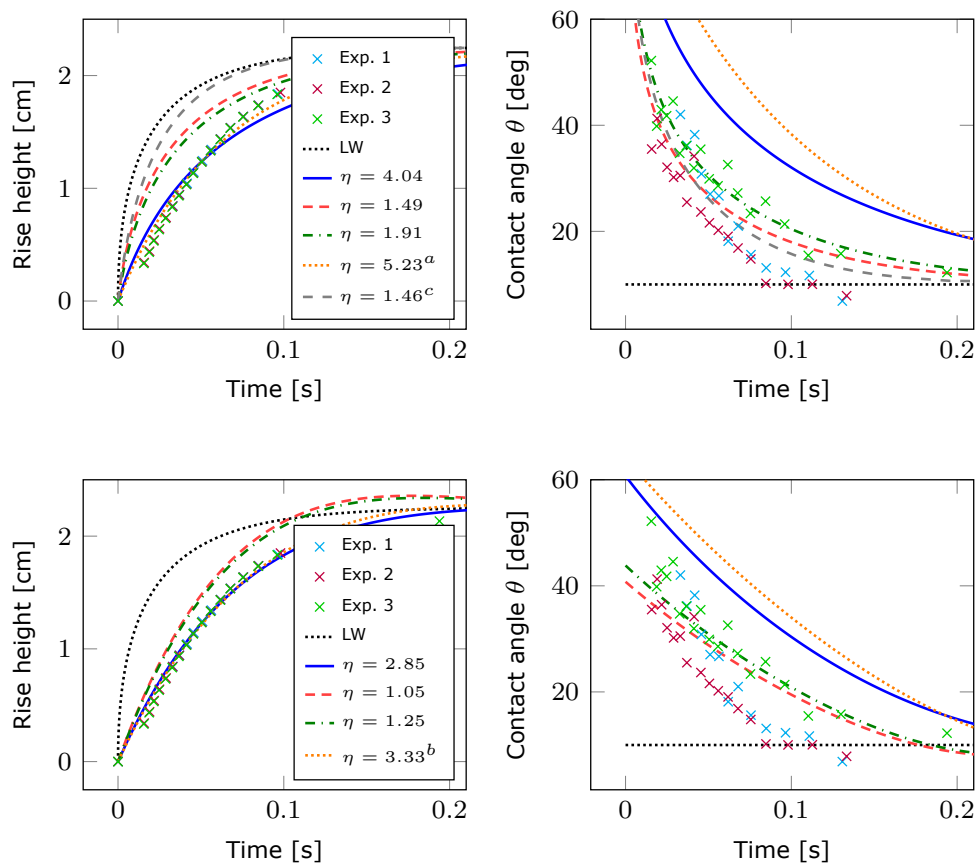 60
2
Exp. 1
Exp. 2
Exp. 3
LW
η = 4.04
η = 1.49
η = 1.91
η = 5.23ᵃ
η = 1.46ᶜ
40
1
20
0
0
0.1
0.2
0
0.1
0.2
Rise height [cm]
Contact angle θ [deg]
Time [s]
Time [s]
60
2
Exp. 1
Exp. 2
Exp. 3
LW
η = 2.85
η = 1.05
η = 1.25
η = 3.33ᵇ
40
1
20
0
0
0.1
0.2
0
0.1
0.2
Rise height [cm]
Contact angle θ [deg]
Time [s]
Time [s]